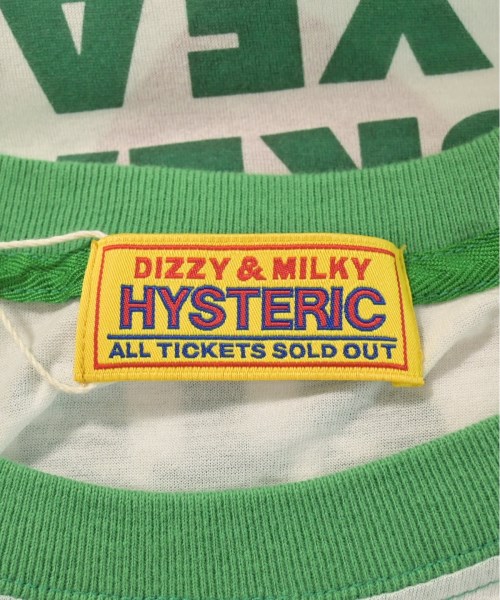 DIZZY & MILKY
HYSTERIC
ALL TICKETS SOLD OUT